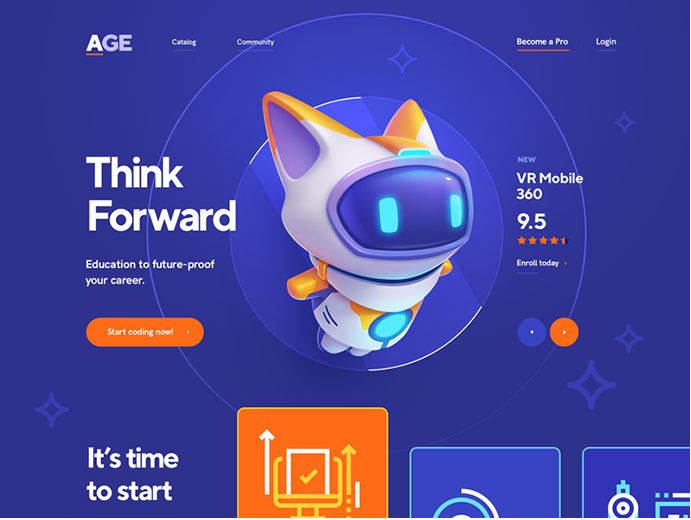 AGE
Catalog
Community
Become a Pro
Login
Think
Forward
Education to future-proof
your career.
Start coding now!
NEW
VR Mobile
360
9.5
Enroll today
It's time
to start